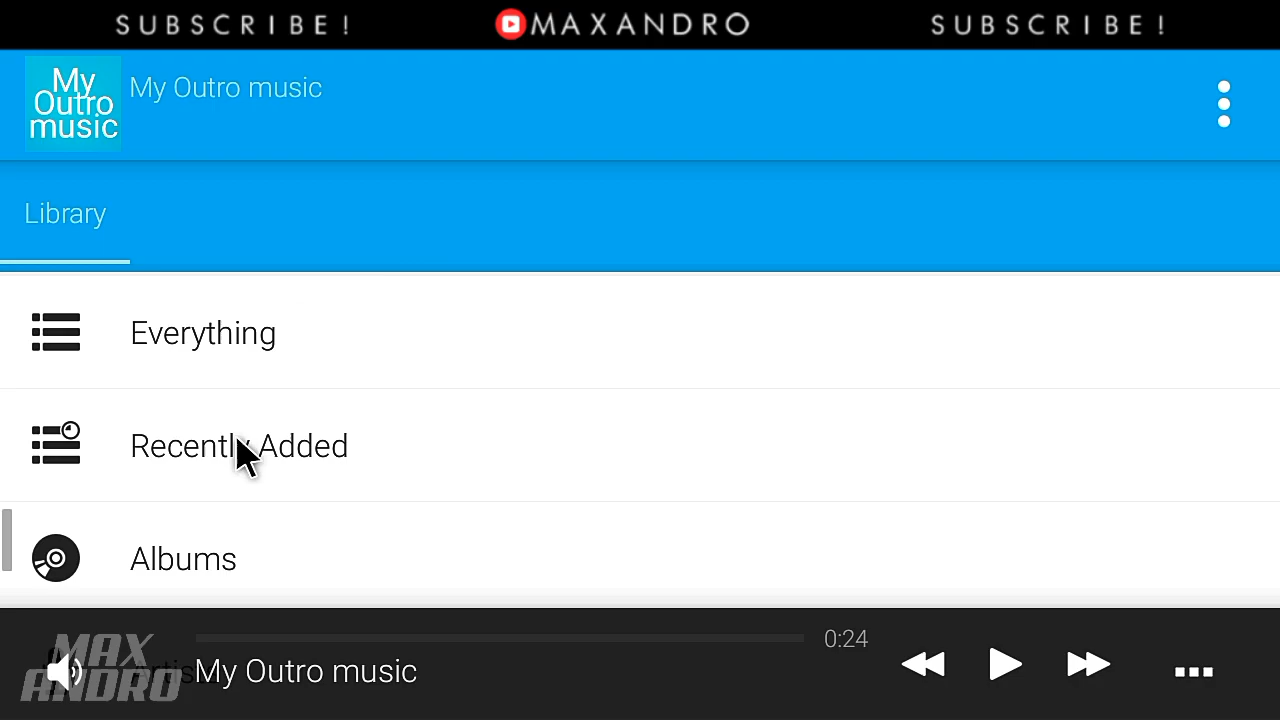 SUBSCRIBE! MAXANDRO SUBSCRIBE!
My
Outro
music
My Outro music
Library
Everything
Recently Added
Albums
0:24
Artis
My Outro music
MAX
ANDRO